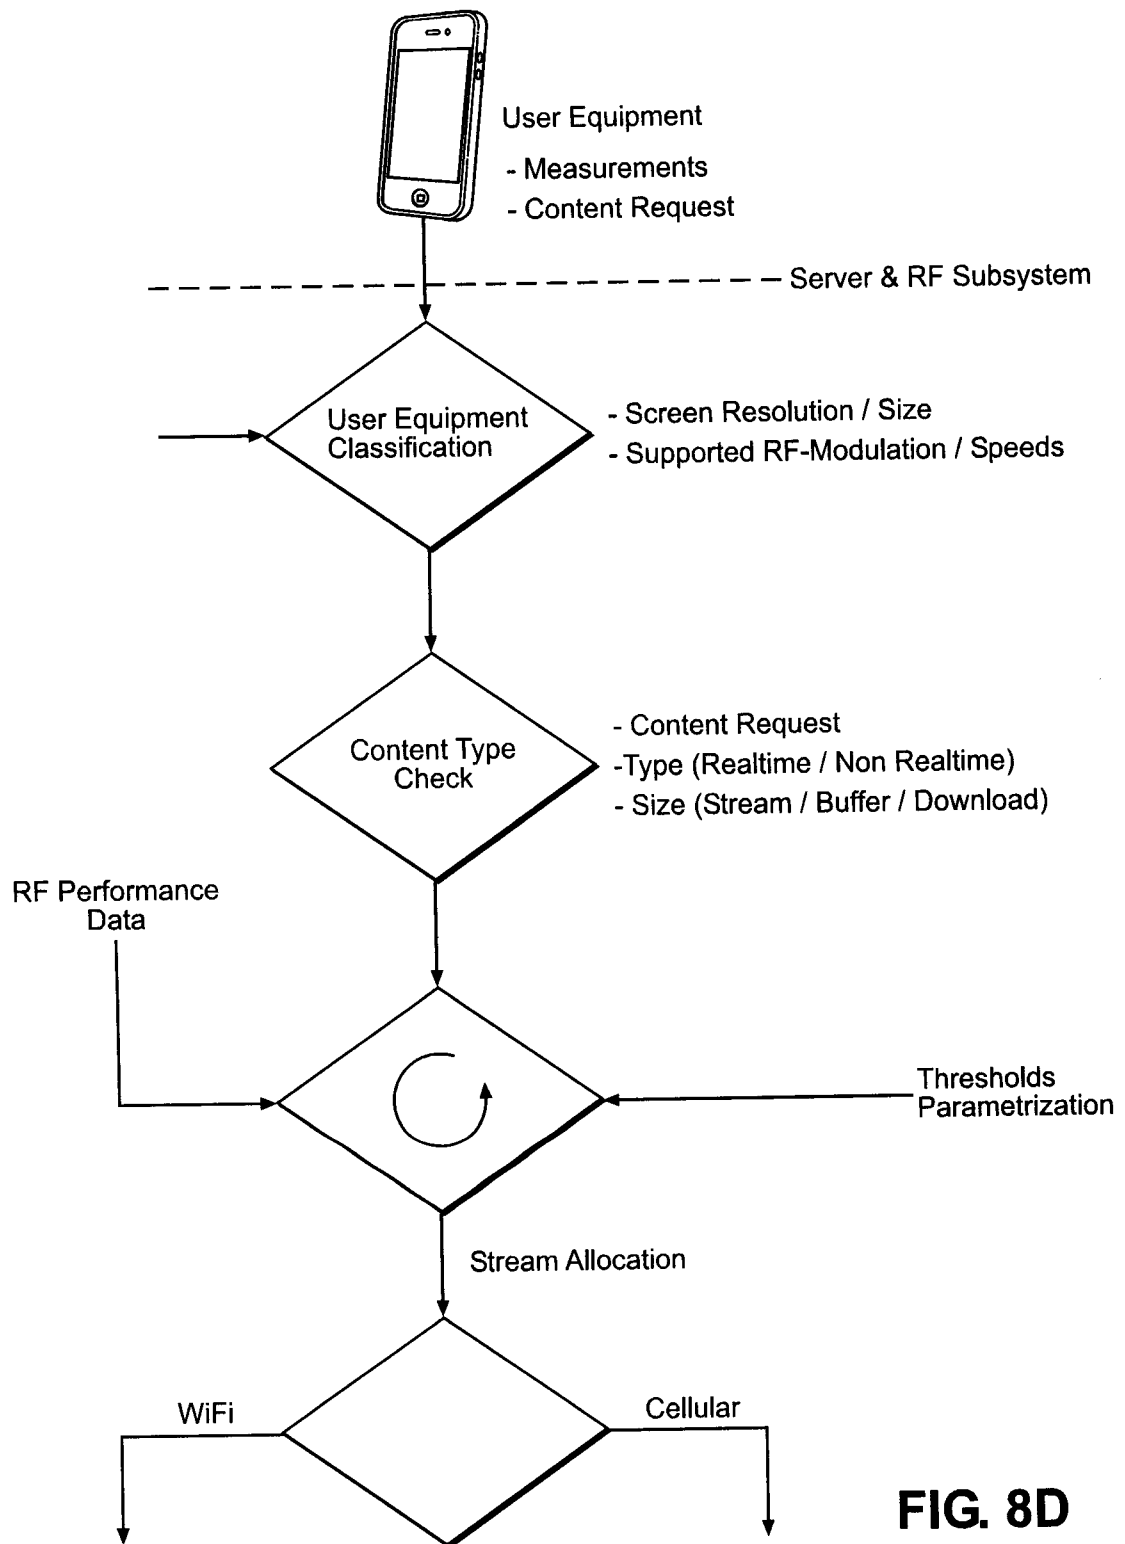 User Equipment
- Measurements
- Content Request
Server & RF Subsystem
User Equipment
Classification
- Screen Resolution / Size
- Supported RF-Modulation / Speeds
Content Type
Check
- Content Request
-Type (Realtime / Non Realtime)
- Size (Stream / Buffer / Download)
RF Performance
Data
Thresholds
Parametrization
Stream Allocation
WiFi
Cellular
FIG. 8D